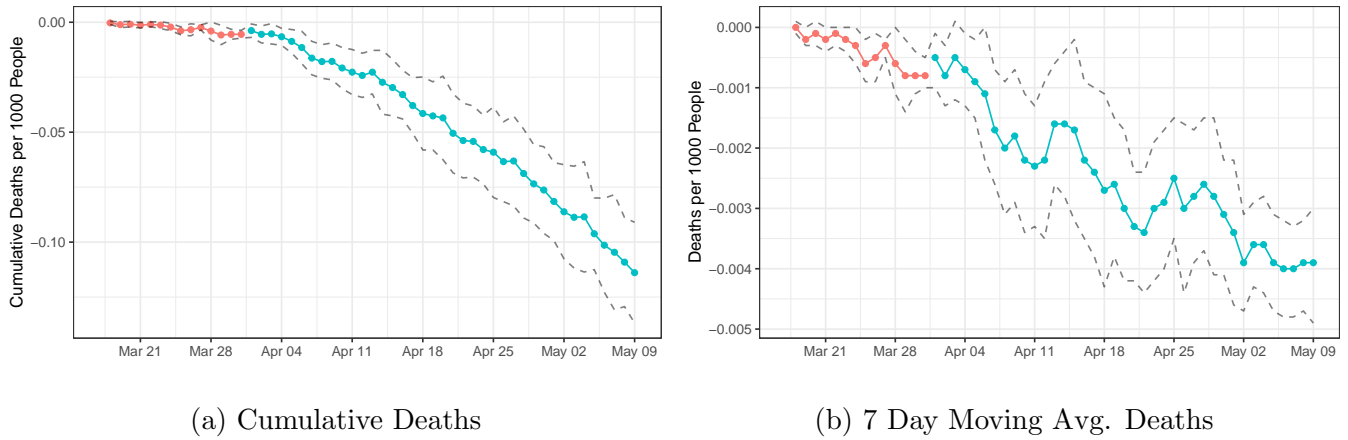 Cumulative Deaths per 1000 People
0.00
−0.05
−0.10
Mar 21 Mar 28 Apr 04 Apr 11 Apr 18 Apr 25 May 02 May 09
(a) Cumulative Deaths
Deaths per 1000 People
0.000
−0.001
−0.002
−0.003
−0.004
−0.005
Mar 21 Mar 28 Apr 04 Apr 11 Apr 18 Apr 25 May 02 May 09
(b) 7 Day Moving Avg. Deaths